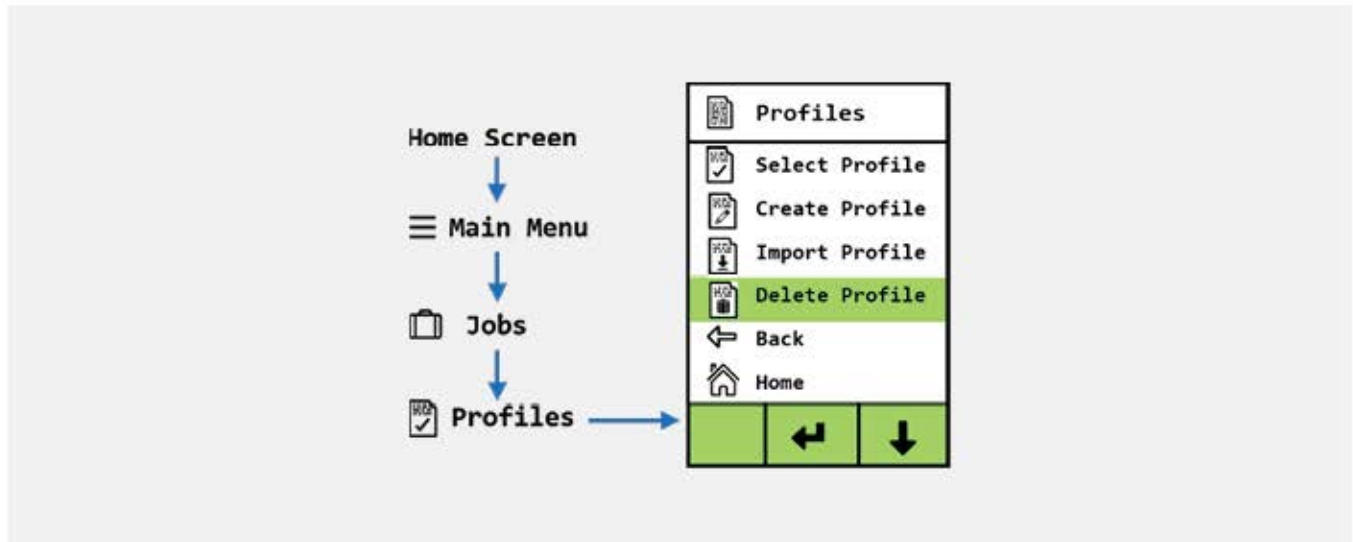 Home Screen
Main Menu
Jobs
Profiles
Profiles
Select Profile
Create Profile
Import Profile
Delete Profile
Back
Home